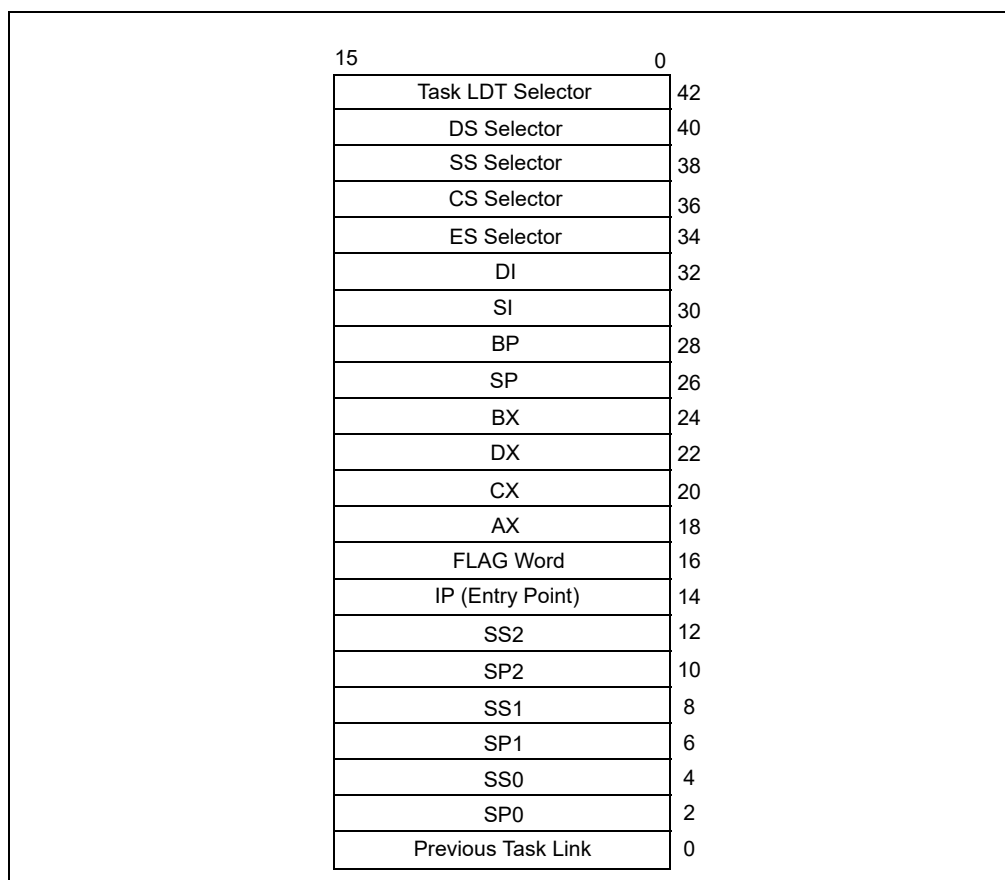 15 0
Task LDT Selector 42
DS Selector 40
SS Selector 38
CS Selector 36
ES Selector 34
DI 32
SI 30
BP 28
SP 26
BX 24
DX 22
CX 20
AX 18
FLAG Word 16
IP (Entry Point) 14
SS2 12
SP2 10
SS1 8
SP1 6
SS0 4
SP0 2
Previous Task Link 0